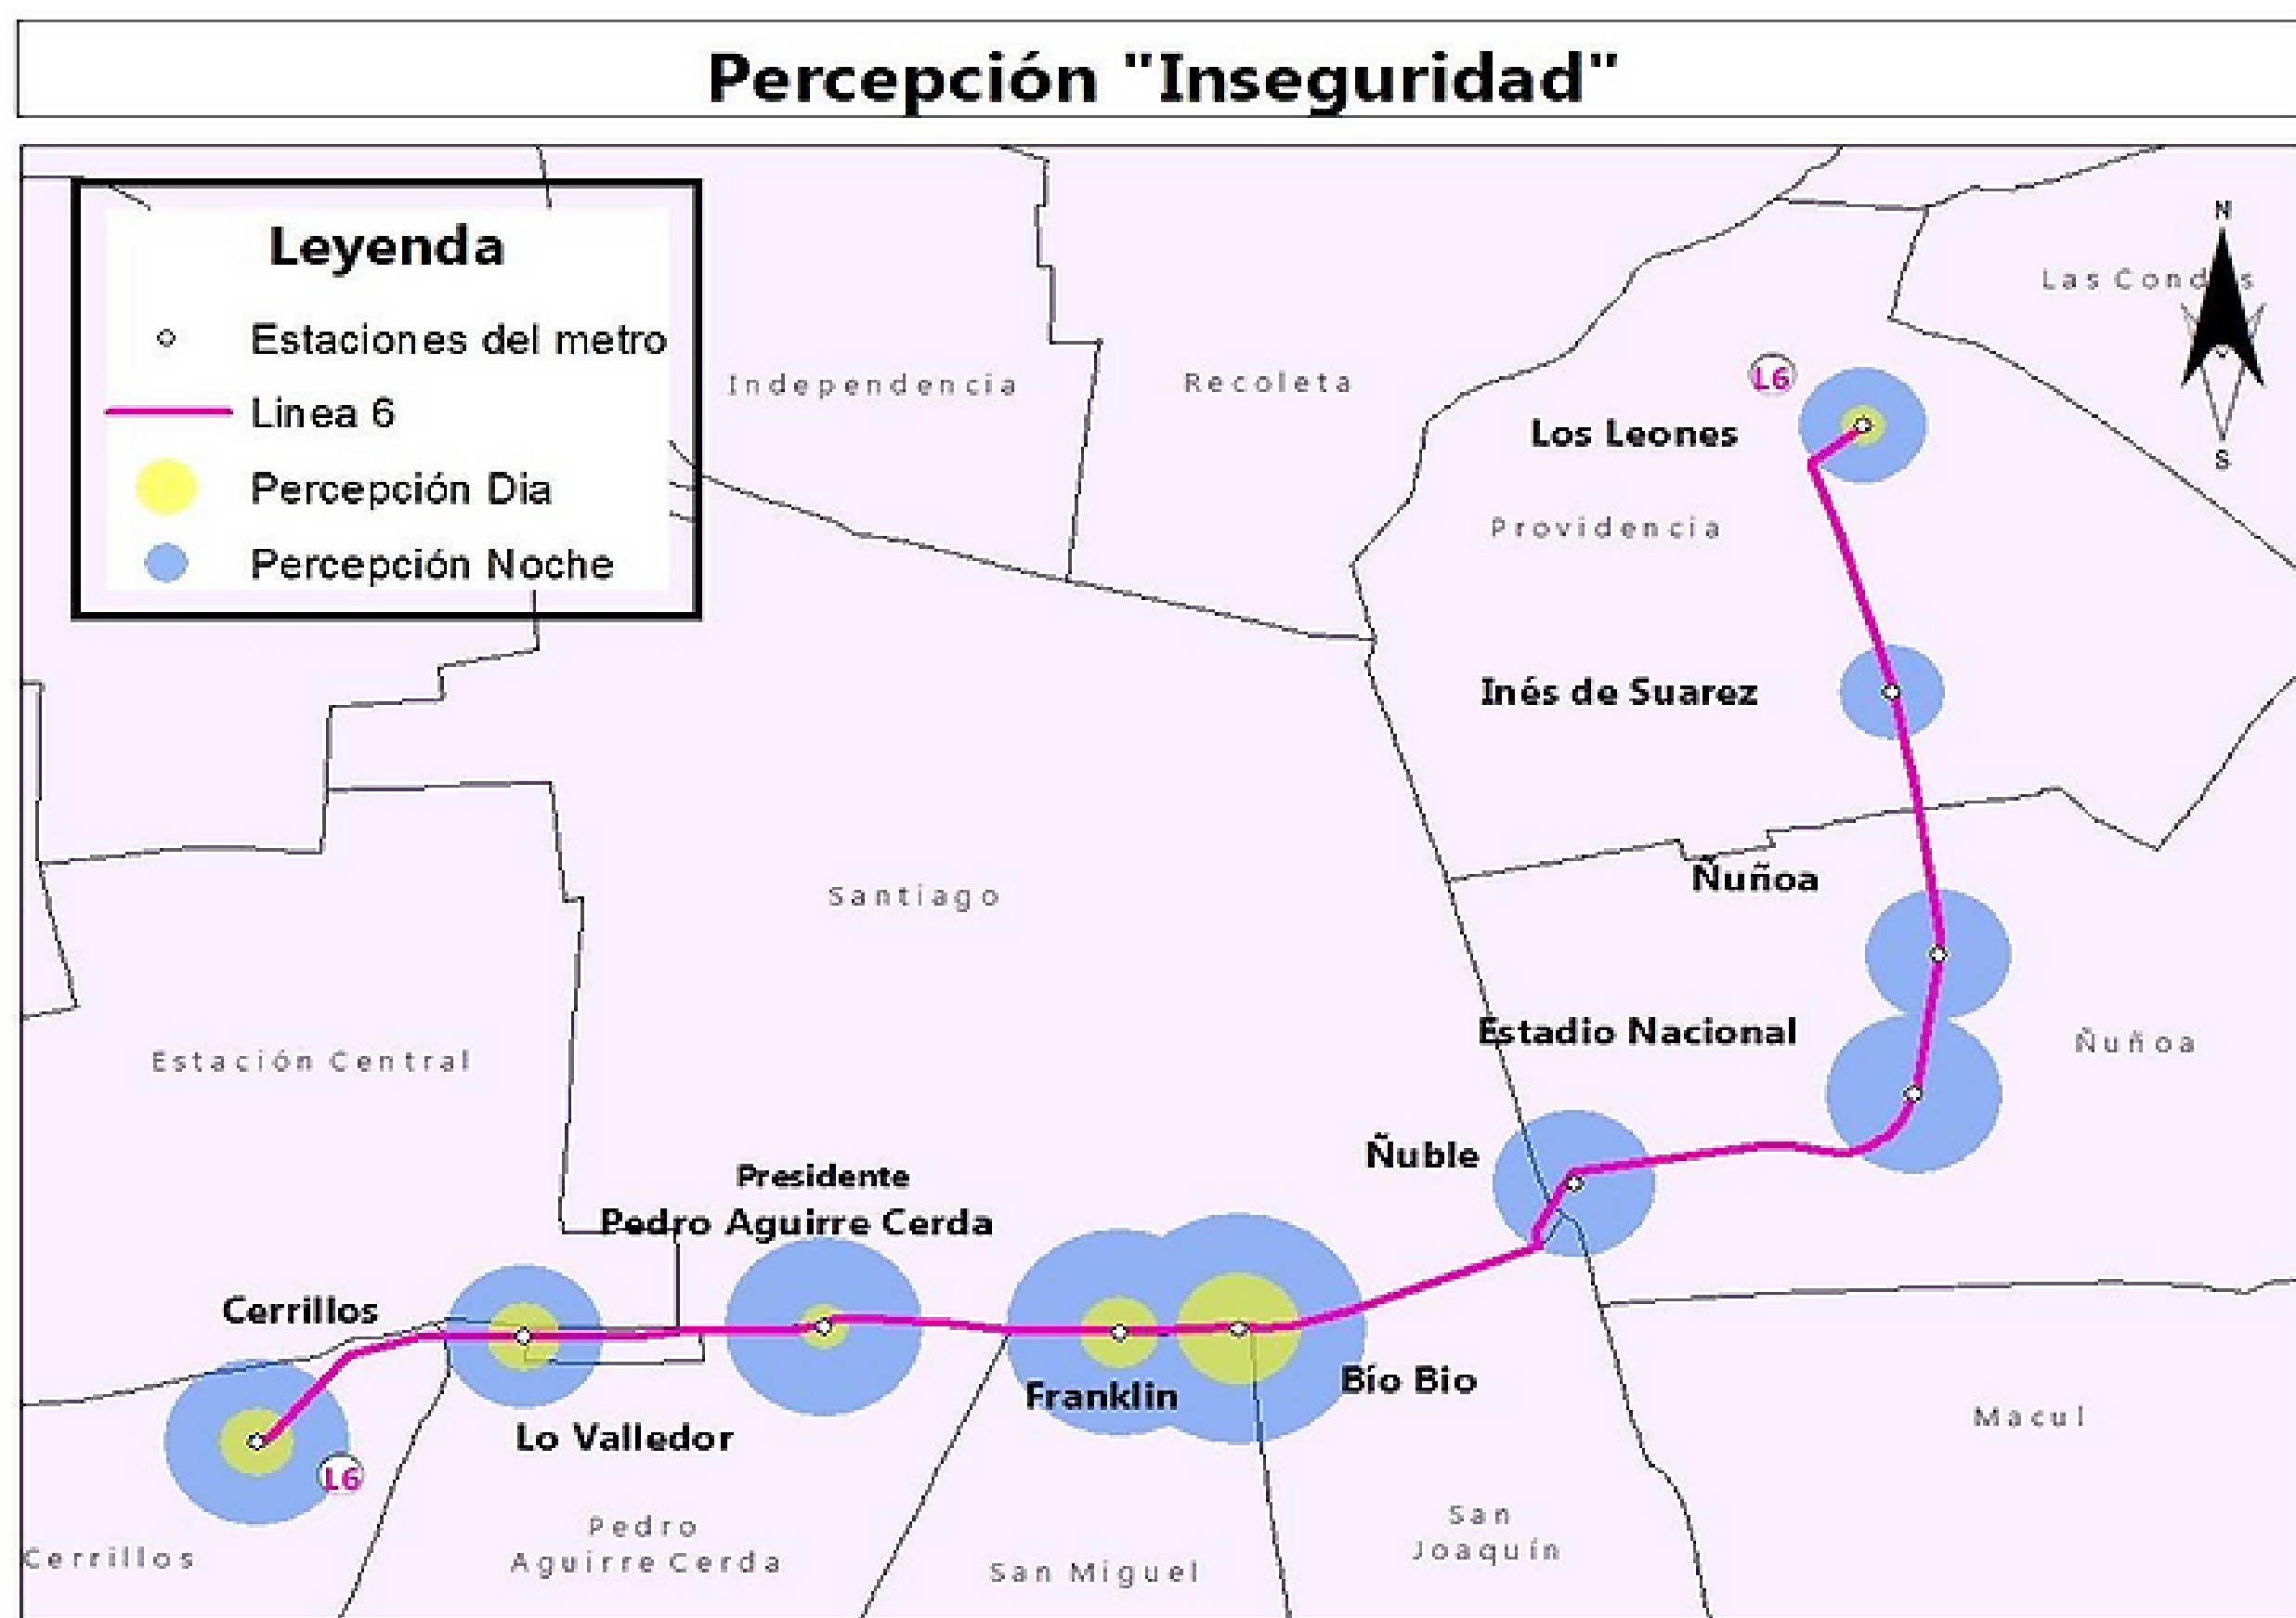 Percepción "Inseguridad"
Leyenda
Estaciones del metro
Linea 6
Percepción Dia
Percepción Noche
N
Las Condes
S
Independencia
Recoleta
L6
Los Leones
Providencia
Inés de Suarez
Ñuñoa
Santiago
Estadio Nacional
Ñuñoa
Estación Central
Ñuble
Presidente
Pedro Aguirre Cerda
Cerrillos
Bío Bio
Franklin
Lo Valledor
Macul
L6
Pedro
Aguirre Cerda
San
Joaquín
Cerrillos
San Miguel